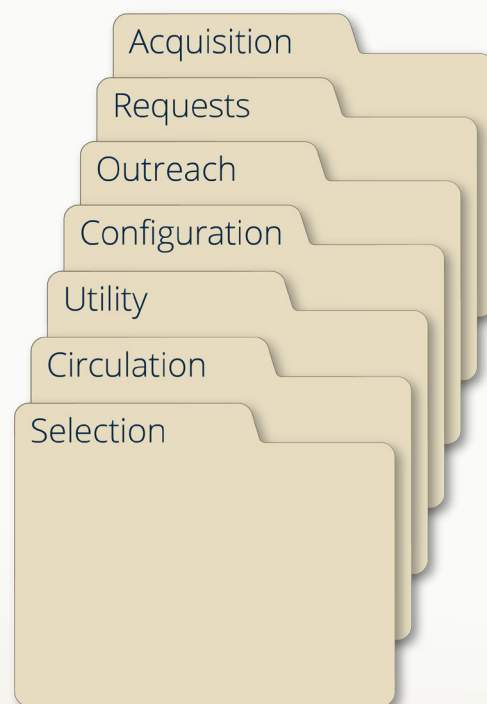 Acquisition
Requests
Outreach
Configuration
Utility
Circulation
Selection